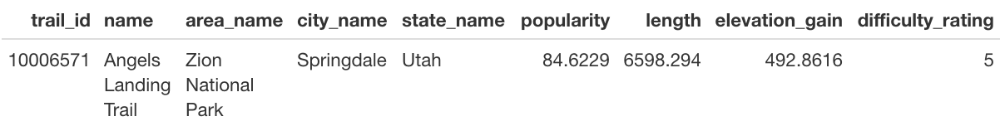 trail_id name area_name city_name state_name popularity length elevation_gain difficulty_rating
10006571 Angels Zion Springdale Utah 84.6229 6598.294 492.8616 5
Landing National
Trail Park